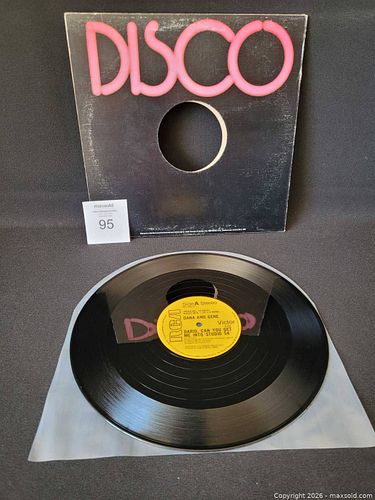 DISCO
maxsold
95
Side A Stereo
DANA AND GENE
RCA
Victor
DARIO, CAN YOU GET
ME INTO STUDIO 54
DISCO
Copyright 2026 - maxsold.com